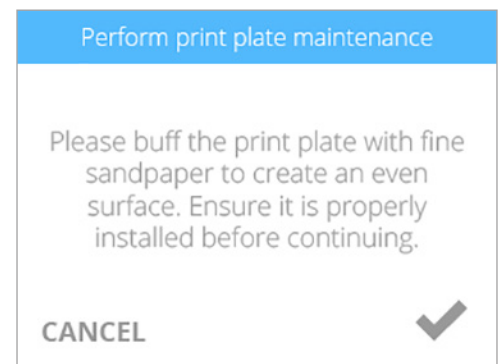 Perform print plate maintenance
Please buff the print plate with fine
sandpaper to create an even
surface. Ensure it is properly
installed before continuing.
CANCEL